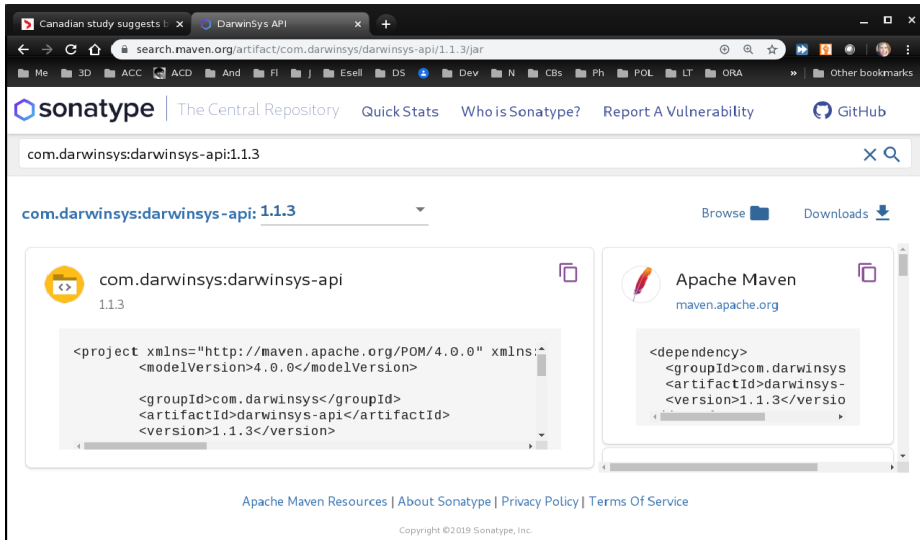 Canadian study suggests b
DarwinSys API
search.maven.org/artifact/com.darwinsys/darwinsys-api/1.1.3/jar
Me 3D ACC ACD And Fl J Esell DS Dev N CBs Ph POL LT ORA » Other bookmarks
sonatype The Central Repository Quick Stats Who is Sonatype? Report A Vulnerability GitHub
com.darwinsys:darwinsys-api:1.1.3
com.darwinsys:darwinsys-api: 1.1.3 Browse Downloads
com.darwinsys:darwinsys-api
1.1.3
<project xmlns="http://maven.apache.org/POM/4.0.0" xmlns:
<modelVersion>4.0.0</modelVersion>
<groupId>com.darwinsys</groupId>
<artifactId>darwinsys-api</artifactId>
<version>1.1.3</version>
Apache Maven
maven.apache.org
<dependency>
<groupId>com.darwinsys
<artifactId>darwinsys-
<version>1.1.3</versio
Apache Maven Resources | About Sonatype | Privacy Policy | Terms Of Service
Copyright ©2019 Sonatype, Inc.